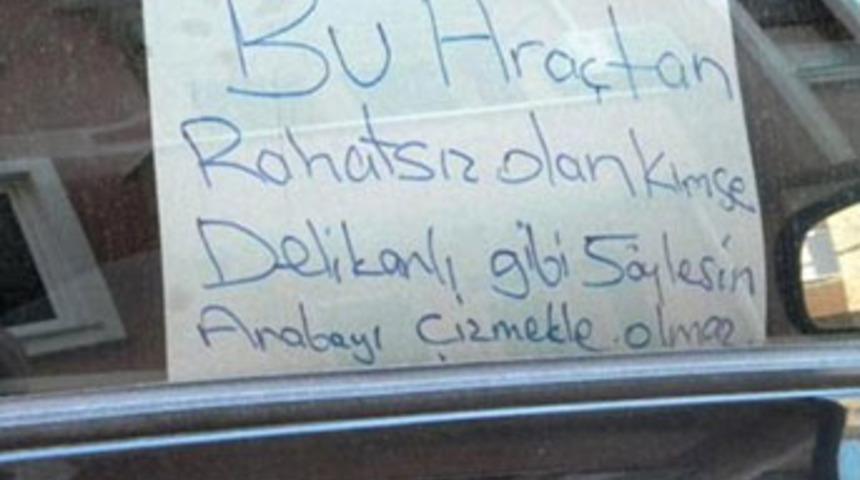 Bu Araçtan
Rahatsız olan kimse
Delikanlı gibi Söylesin
Arabayı Çizmekle olmaz.